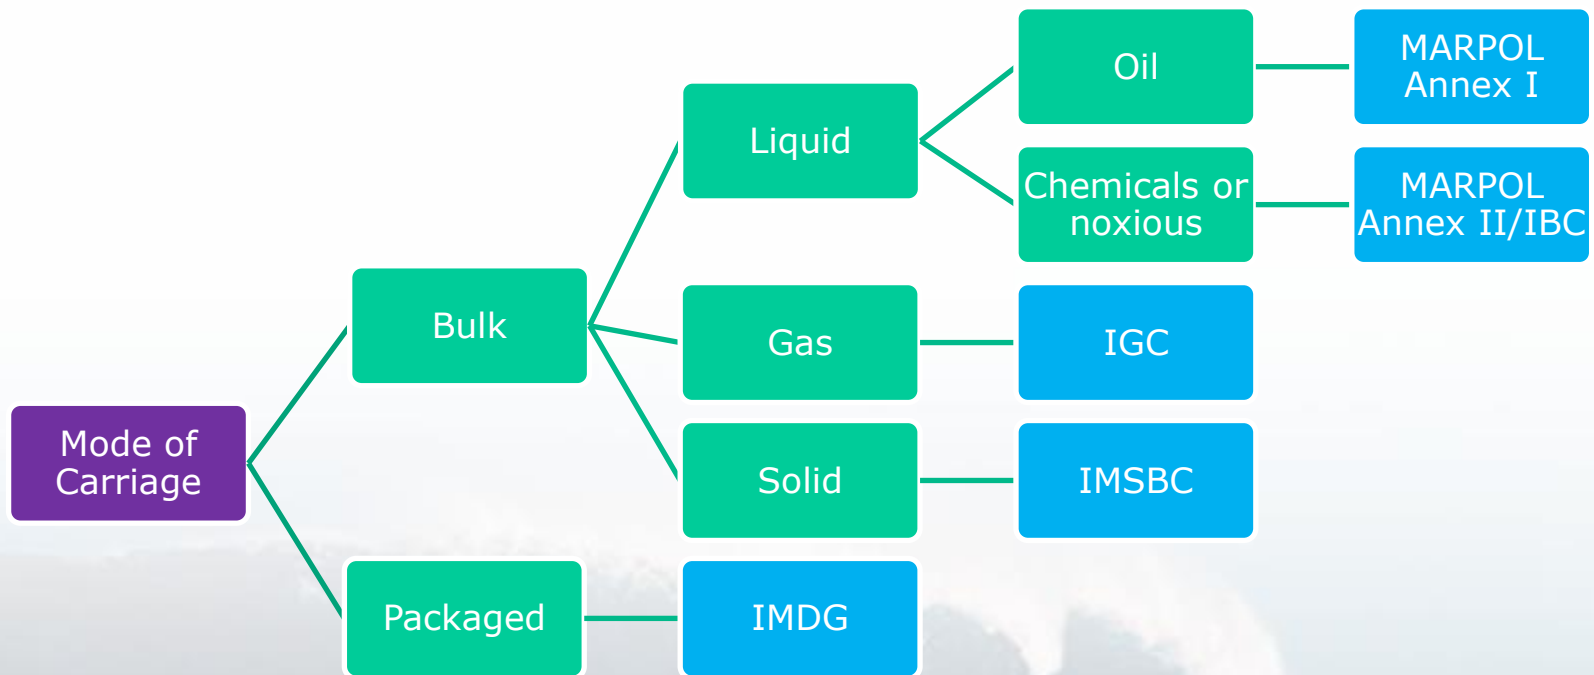 Oil
MARPOL
Annex I
Liquid
Chemicals or
noxious
MARPOL
Annex II/IBC
Bulk
Gas
IGC
Mode of
Carriage
Solid
IMSBC
Packaged
IMDG